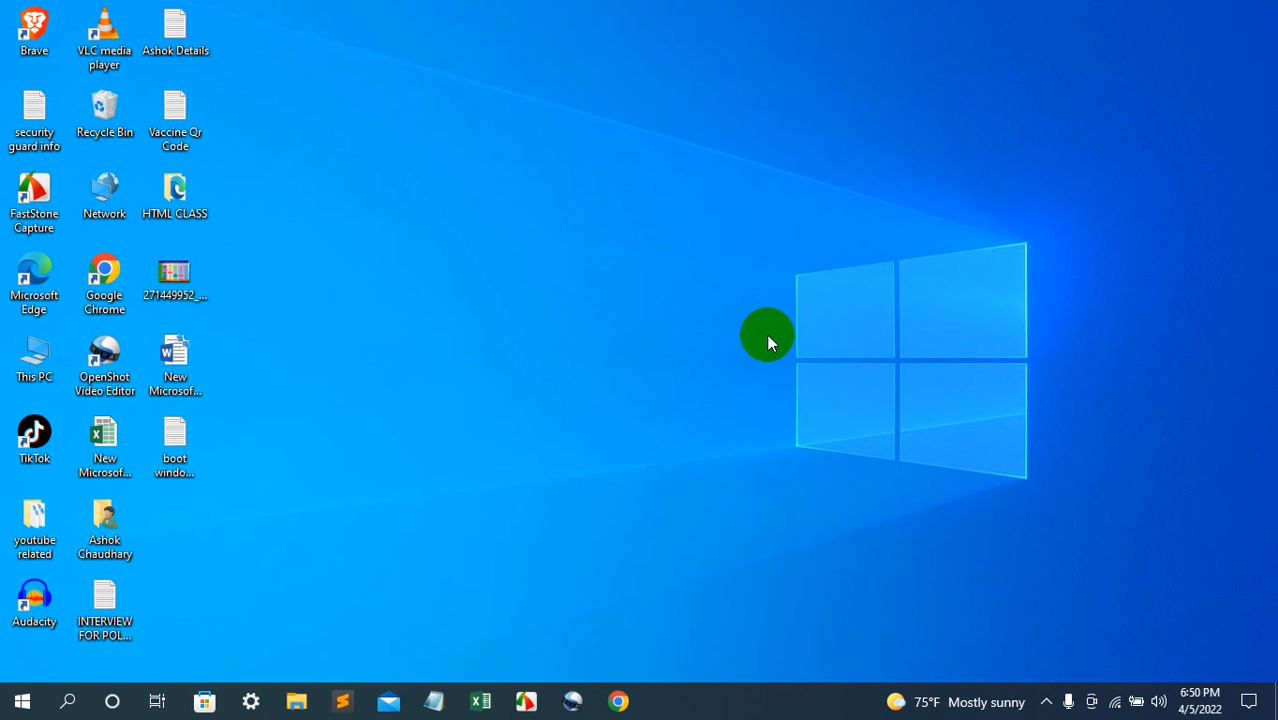 Brave
VLC media
player
Ashok Details
security
guard info
Recycle Bin
Vaccine Qr
Code
FastStone
Capture
Network
HTML CLASS
Microsoft
Edge
Google
Chrome
271449952_...
This PC
OpenShot
Video Editor
New
Microsof...
TikTok
New
Microsof...
boot
windo...
youtube
related
Ashok
Chaudhary
Audacity
INTERVIEW
FOR POL...
75°F Mostly sunny
6:50 PM
4/5/2022